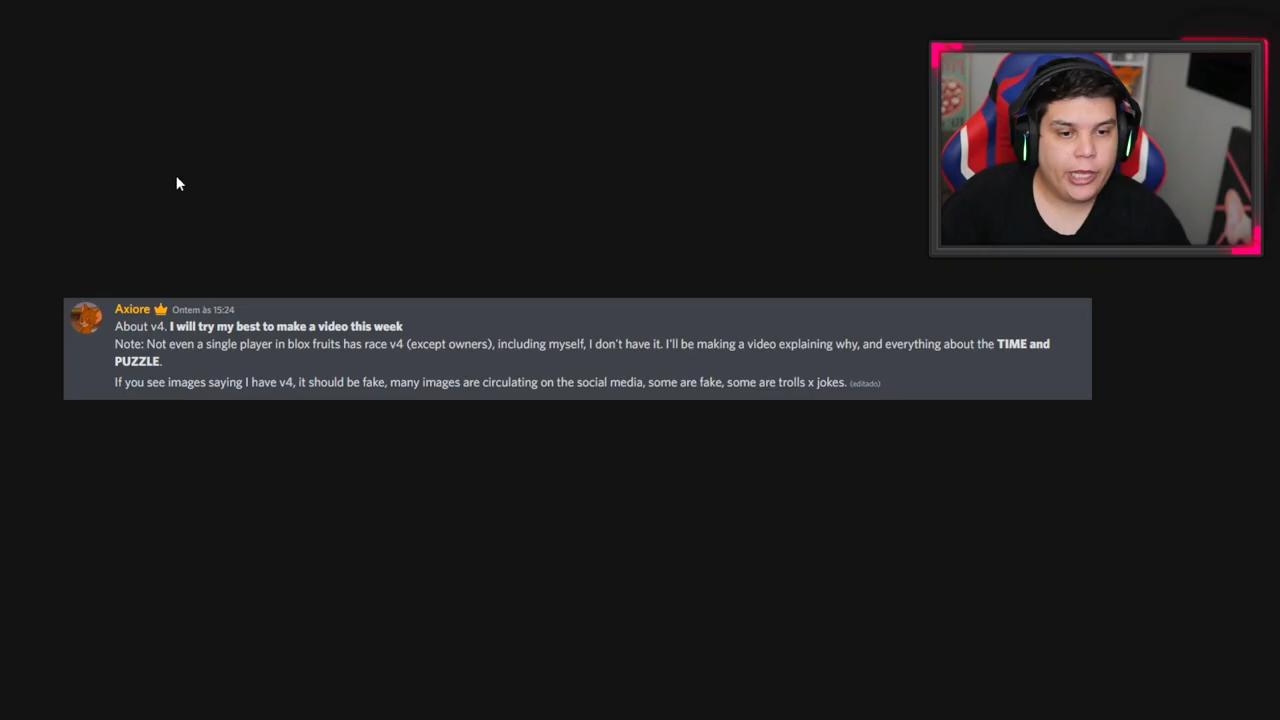 Axiore Ontem às 15:24
About v4. I will try my best to make a video this week
Note: Not even a single player in blox fruits has race v4 (except owners), including myself, I don't have it. I'll be making a video explaining why, and everything about the TIME and
PUZZLE.
If you see images saying I have v4, it should be fake, many images are circulating on the social media, some are fake, some are trolls x jokes. (editado)